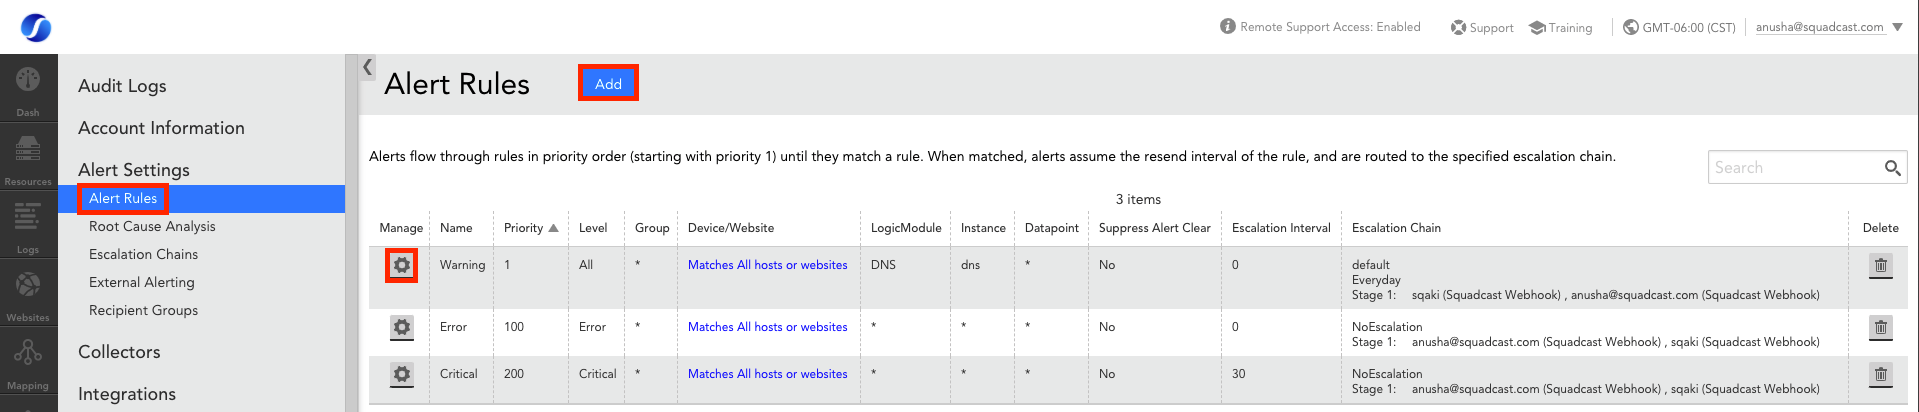 Remote Support Access: Enabled Support Training GMT-06:00 (CST) anusha@squadcast.com
Dash
Resources
Logs
Websites
Mapping
Audit Logs
Account Information
Alert Settings
Alert Rules
Root Cause Analysis
Escalation Chains
External Alerting
Recipient Groups
Collectors
Integrations
Alert Rules Add
Alerts flow through rules in priority order (starting with priority 1) until they match a rule. When matched, alerts assume the resend interval of the rule, and are routed to the specified escalation chain.
Search
3 items
Manage Name Priority Level Group Device/Website LogicModule Instance Datapoint Suppress Alert Clear Escalation Interval Escalation Chain Delete
Warning 1 All * Matches All hosts or websites DNS dns * No 0 default
Everyday
Stage 1: sqaki (Squadcast Webhook) , anusha@squadcast.com (Squadcast Webhook)
Error 100 Error * Matches All hosts or websites * * * No 0 NoEscalation
Stage 1: anusha@squadcast.com (Squadcast Webhook) , sqaki (Squadcast Webhook)
Critical 200 Critical * Matches All hosts or websites * * * No 30 NoEscalation
Stage 1: anusha@squadcast.com (Squadcast Webhook) , sqaki (Squadcast Webhook)